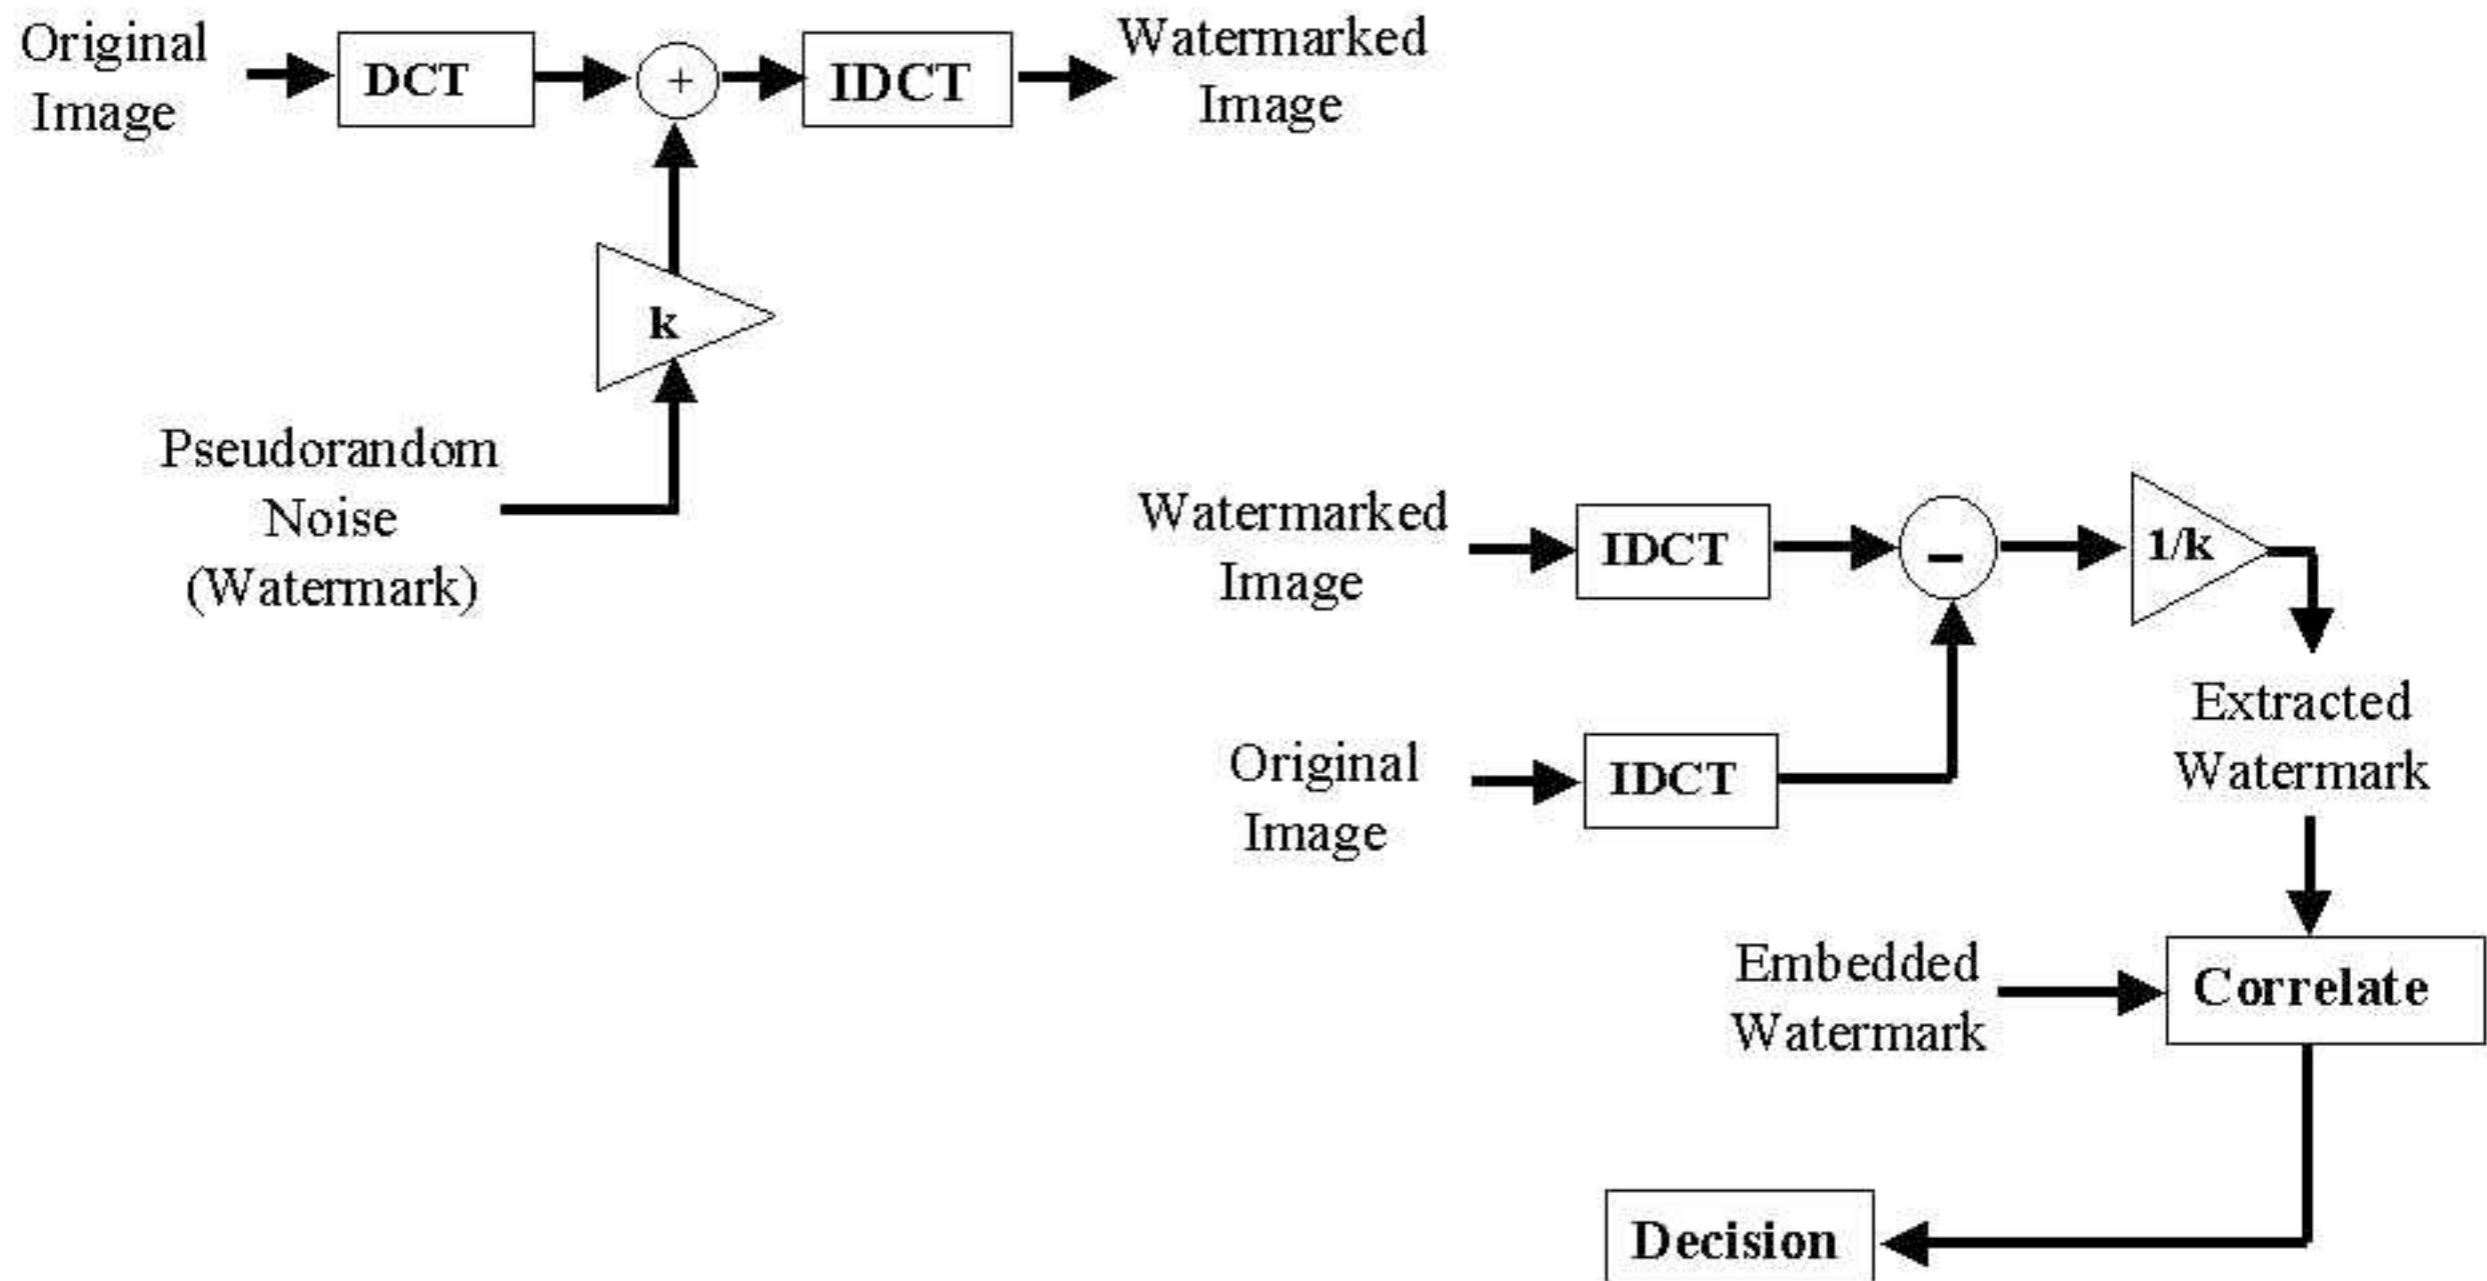 Original
Image
DCT
+
IDCT
Watermarked
Image
k
Pseudorandom
Noise
(Watermark)
Watermarked
Image
IDCT
-
1/k
Original
Image
IDCT
Extracted
Watermark
Embedded
Watermark
Correlate
Decision